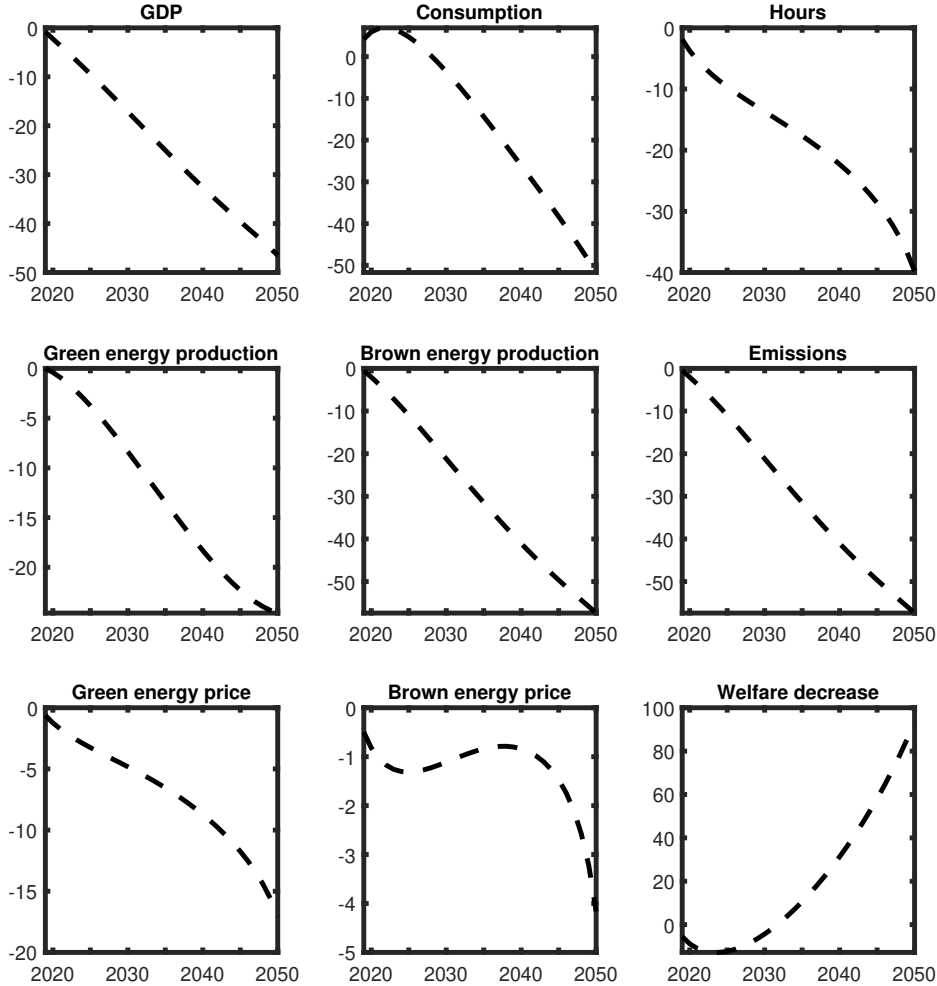 GDP
0
-10
-20
-30
-40
-50
2020 2030 2040 2050
Consumption
0
-10
-20
-30
-40
-50
2020 2030 2040 2050
Hours
0
-10
-20
-30
-40
2020 2030 2040 2050
Green energy production
0
-5
-10
-15
-20
2020 2030 2040 2050
Brown energy production
0
-10
-20
-30
-40
-50
2020 2030 2040 2050
Emissions
0
-10
-20
-30
-40
-50
2020 2030 2040 2050
Green energy price
0
-5
-10
-15
-20
2020 2030 2040 2050
Brown energy price
0
-1
-2
-3
-4
-5
2020 2030 2040 2050
Welfare decrease
100
80
60
40
20
0
2020 2030 2040 2050